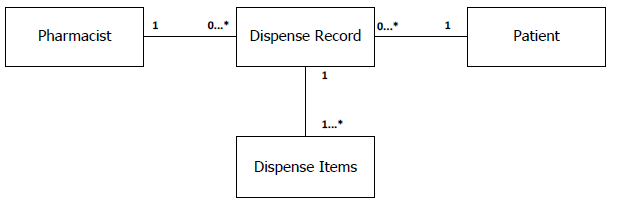 1 0...* 0...* 1
Pharmacist Dispense Record Patient
1
1...*
Dispense Items